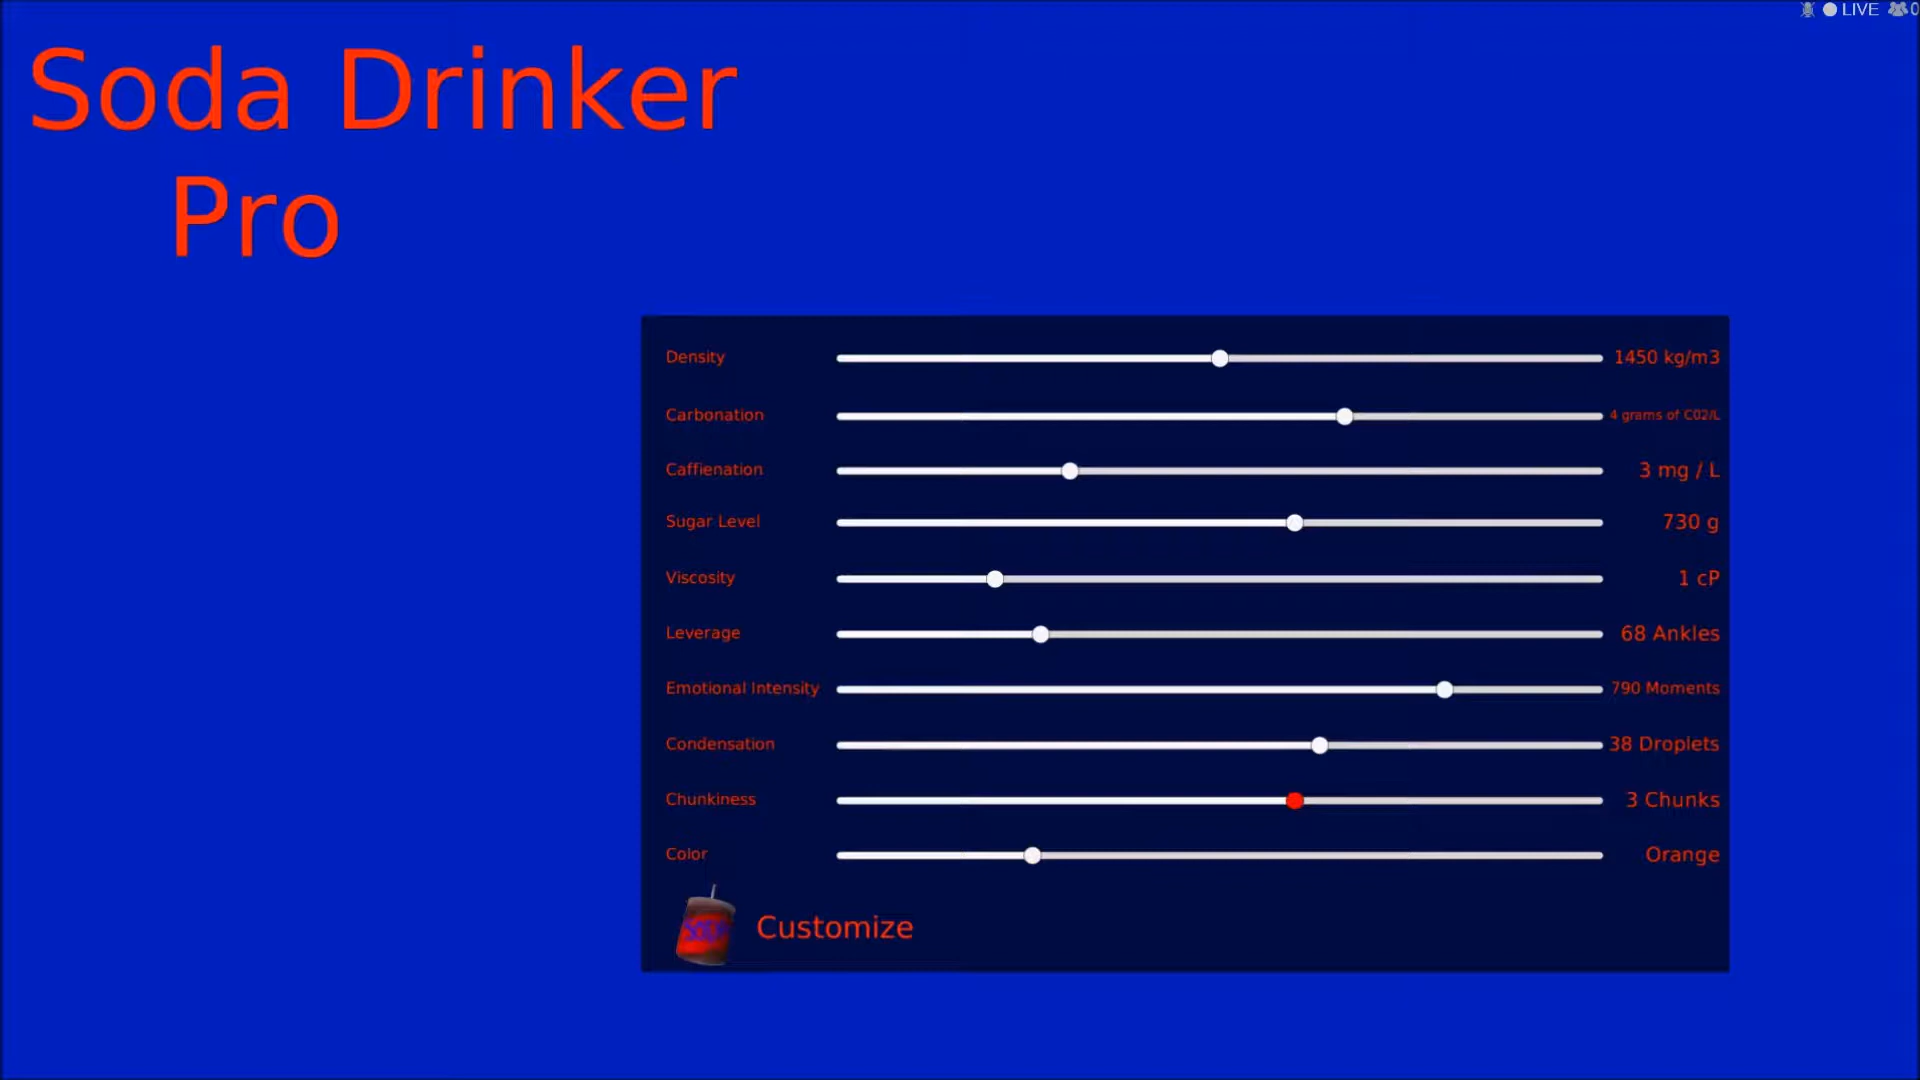 LIVE 0
Soda Drinker
Pro
Density 1450 kg/m3
Carbonation 4 grams of C02/L
Caffienation 3 mg / L
Sugar Level 730 g
Viscosity 1 cP
Leverage 68 Ankles
Emotional Intensity 790 Moments
Condensation 38 Droplets
Chunkiness 3 Chunks
Color Orange
Customize